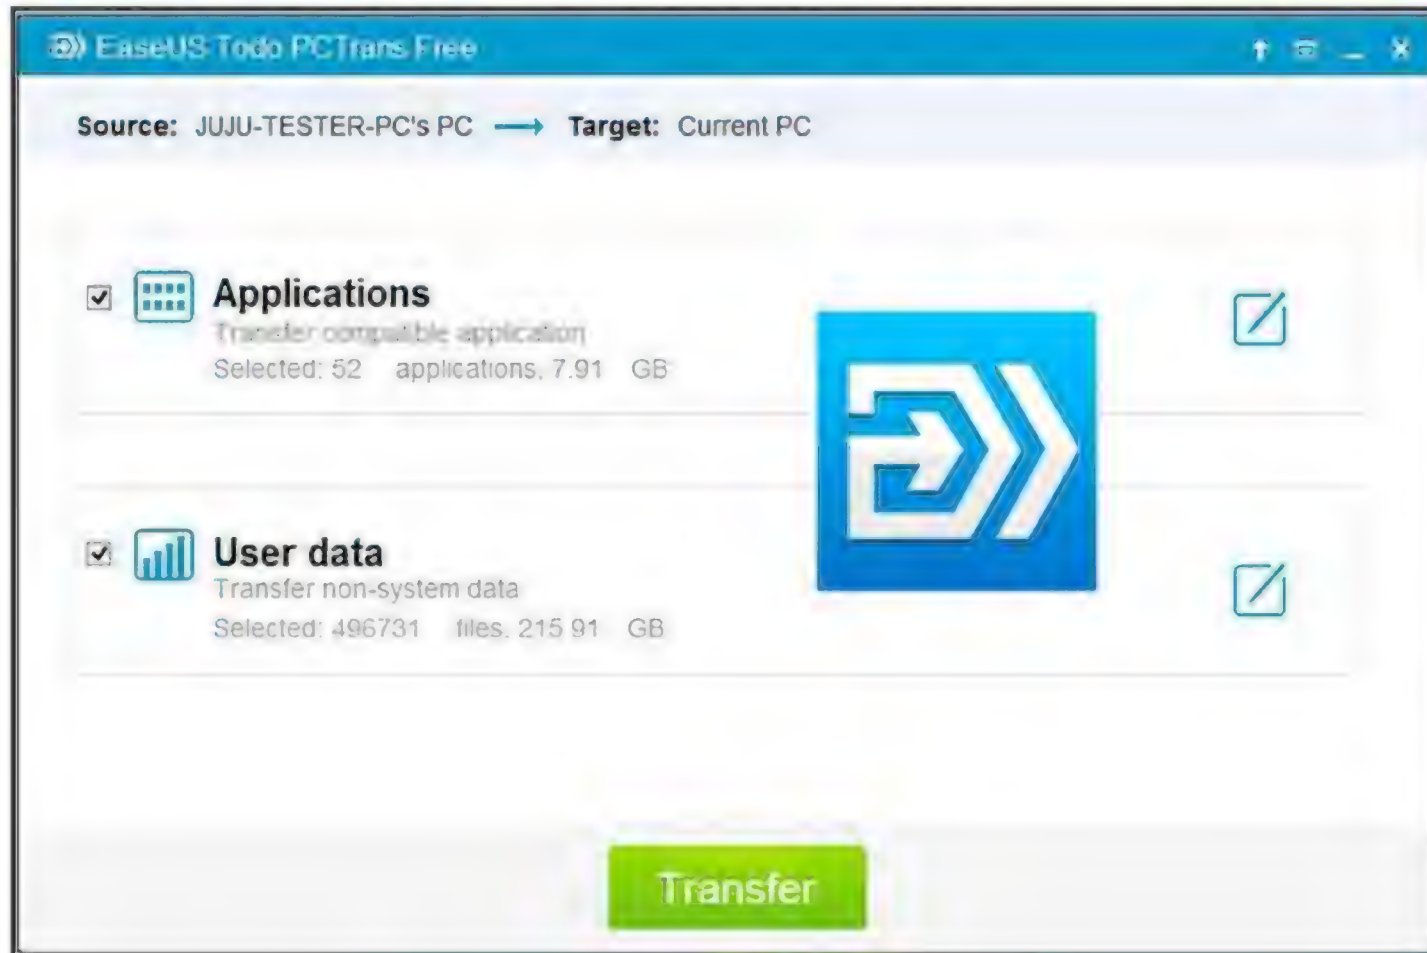 EaseUS Todo PCTrans Free
Source: JUJU-TESTER-PC's PC → Target: Current PC
Applications
Transfer compatible application
Selected: 52 applications, 7.91 GB
User data
Transfer non-system data
Selected: 496731 files, 215.91 GB
Transfer